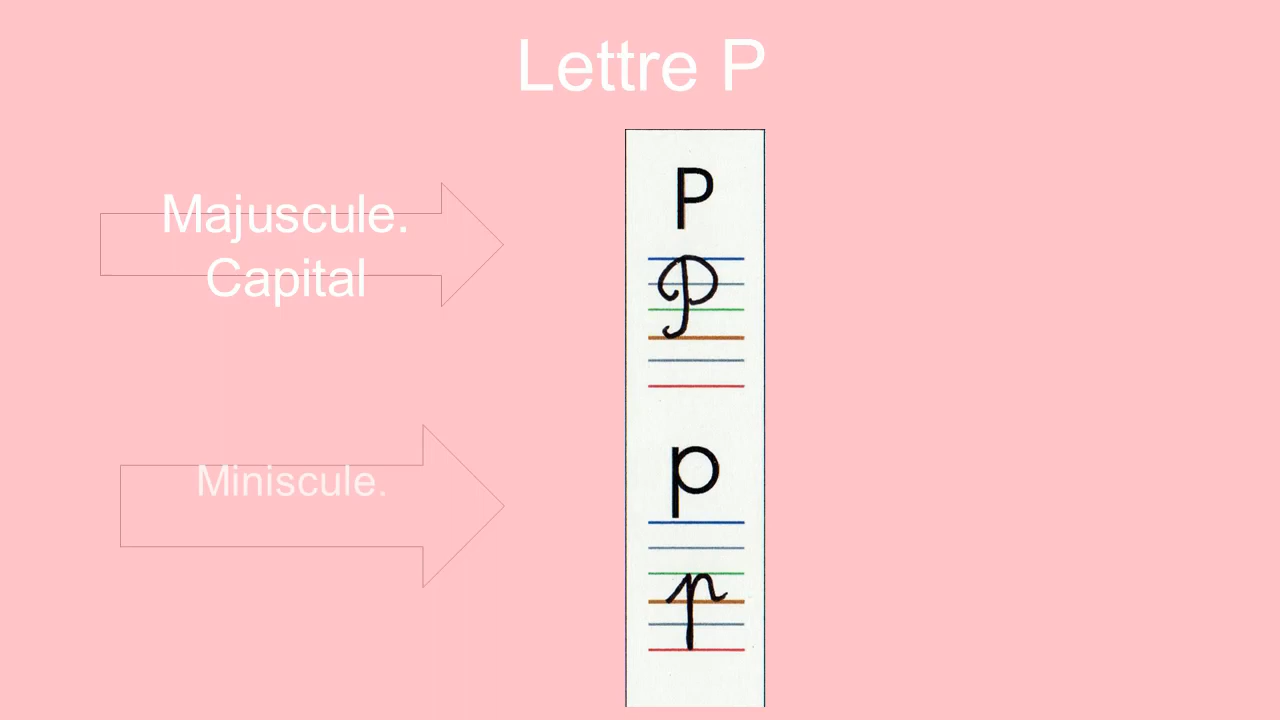 Lettre P
Majuscule.
Capital
P
P
Miniscule.
p
p